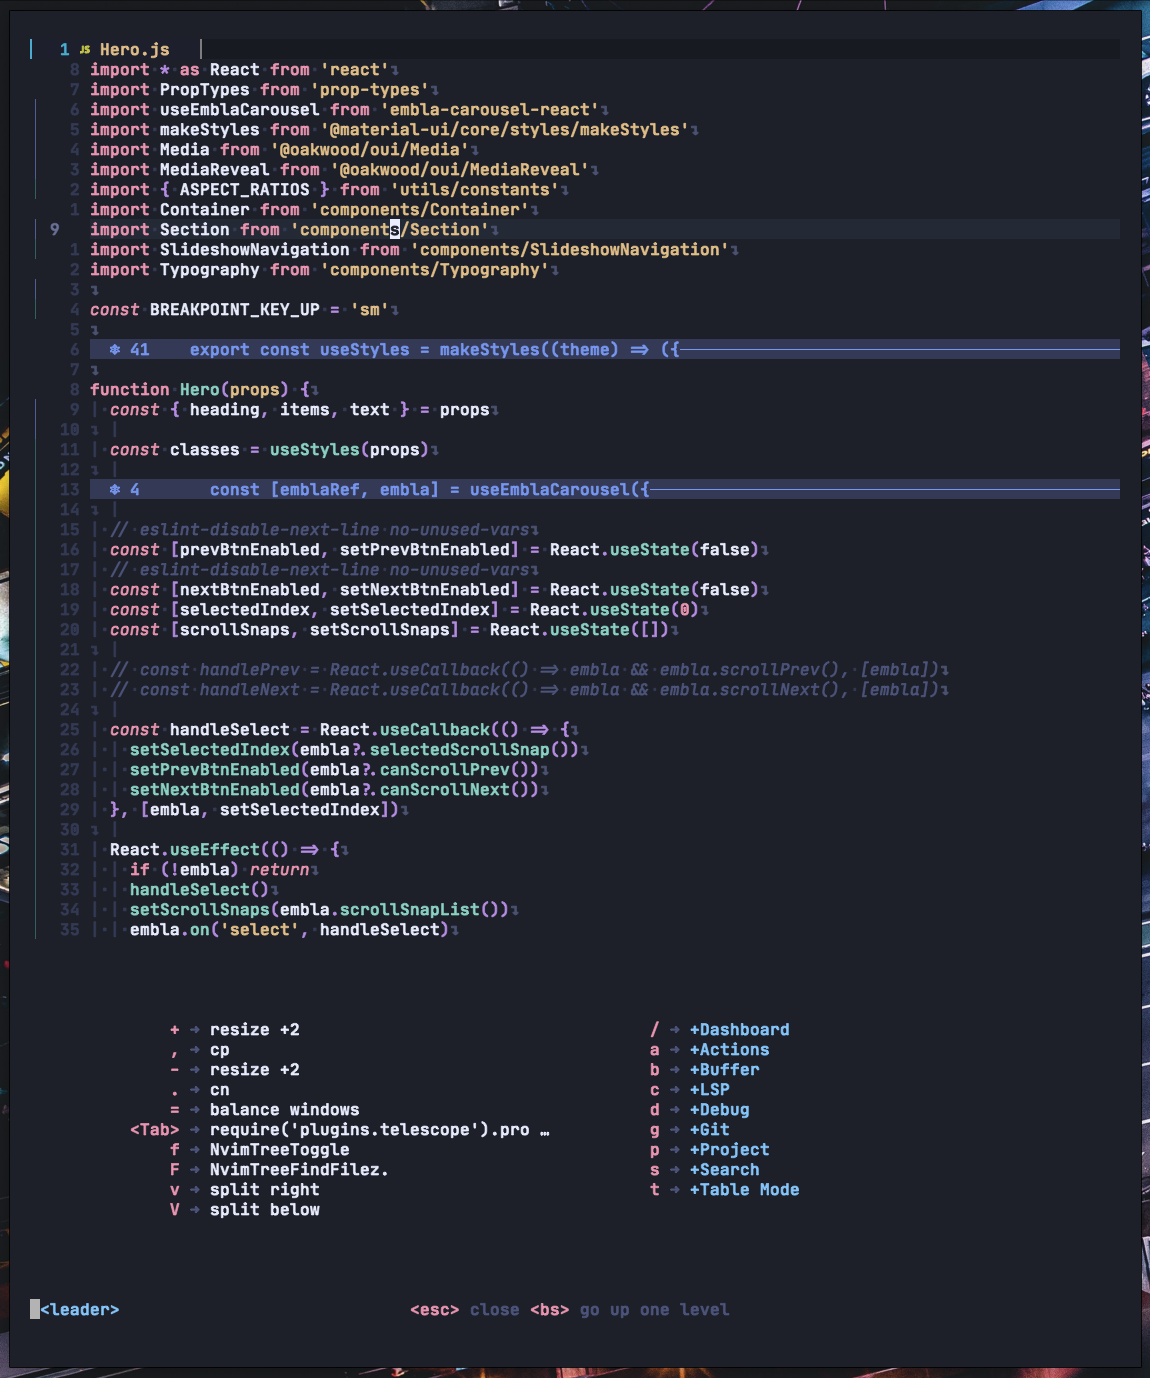 1 JS Hero.js
8 import * as React from 'react'
7 import PropTypes from 'prop-types'
6 import useEmblaCarousel from 'embla-carousel-react'
5 import makeStyles from '@material-ui/core/styles/makeStyles'
4 import Media from '@oakwood/oui/Media'
3 import MediaReveal from '@oakwood/oui/MediaReveal'
2 import { ASPECT_RATIOS } from 'utils/constants'
1 import Container from 'components/Container'
9 import Section from 'components/Section'
1 import SlideshowNavigation from 'components/SlideshowNavigation'
2 import Typography from 'components/Typography'
3
4 const BREAKPOINT_KEY_UP = 'sm'
5
6 41 export const useStyles = makeStyles((theme) => ({
7
8 function Hero(props) {
9 const { heading, items, text } = props
10
11 const classes = useStyles(props)
12
13 4 const [emblaRef, embla] = useEmblaCarousel({
14
15 // eslint-disable-next-line no-unused-vars
16 const [prevBtnEnabled, setPrevBtnEnabled] = React.useState(false)
17 // eslint-disable-next-line no-unused-vars
18 const [nextBtnEnabled, setNextBtnEnabled] = React.useState(false)
19 const [selectedIndex, setSelectedIndex] = React.useState(0)
20 const [scrollSnaps, setScrollSnaps] = React.useState([])
21
22 // const handlePrev = React.useCallback(() => embla && embla.scrollPrev(), [embla])
23 // const handleNext = React.useCallback(() => embla && embla.scrollNext(), [embla])
24
25 const handleSelect = React.useCallback(() => {
26 setSelectedIndex(embla?.selectedScrollSnap())
27 setPrevBtnEnabled(embla?.canScrollPrev())
28 setNextBtnEnabled(embla?.canScrollNext())
29 }, [embla, setSelectedIndex])
30
31 React.useEffect(() => {
32 if (!embla) return
33 handleSelect()
34 setScrollSnaps(embla.scrollSnapList())
35 embla.on('select', handleSelect)
+ → resize +2
, → cp
- → resize +2
. → cn
= → balance windows
<Tab> → require('plugins.telescope').pro …
f → NvimTreeToggle
F → NvimTreeFindFilez.
v → split right
V → split below
/ → +Dashboard
a → +Actions
b → +Buffer
c → +LSP
d → +Debug
g → +Git
p → +Project
s → +Search
t → +Table Mode
<leader> <esc> close <bs> go up one level